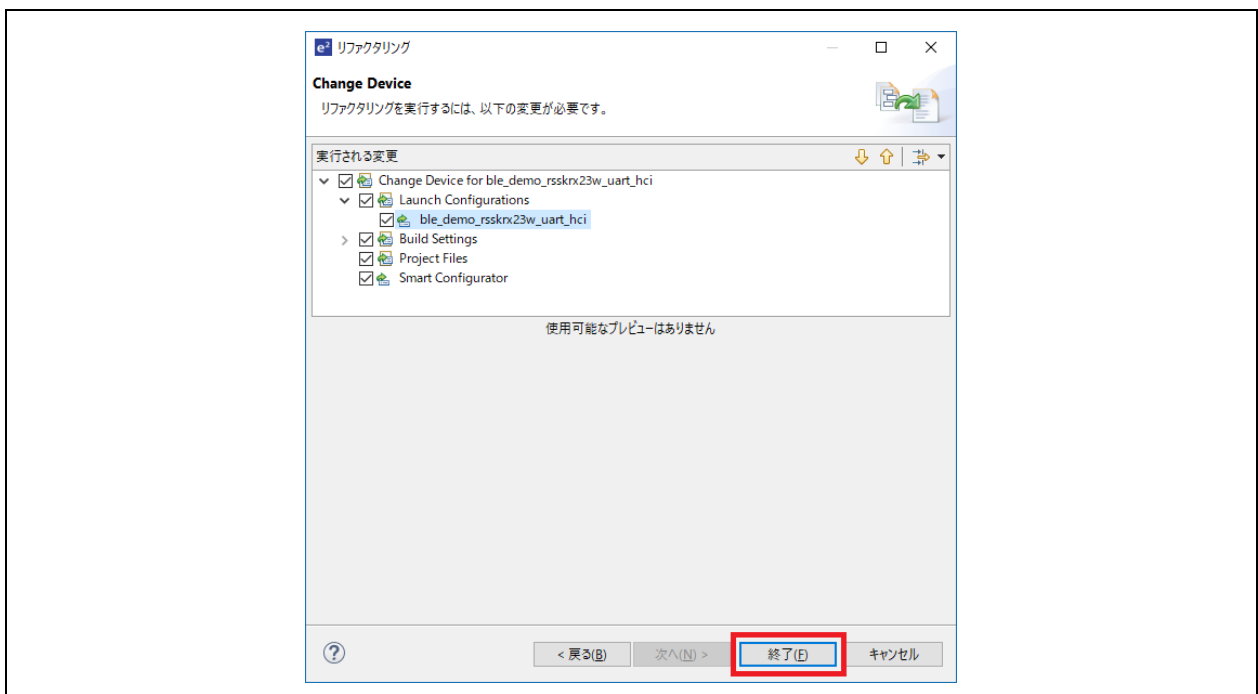 e² リファクタリング
Change Device
リファクタリングを実行するには、以下の変更が必要です。
実行される変更
Change Device for ble_demo_rsskrx23w_uart_hci
Launch Configurations
ble_demo_rsskrx23w_uart_hci
Build Settings
Project Files
Smart Configurator
使用可能なプレビューはありません
? < 戻る(B) 次へ(N) > 終了(F) キャンセル